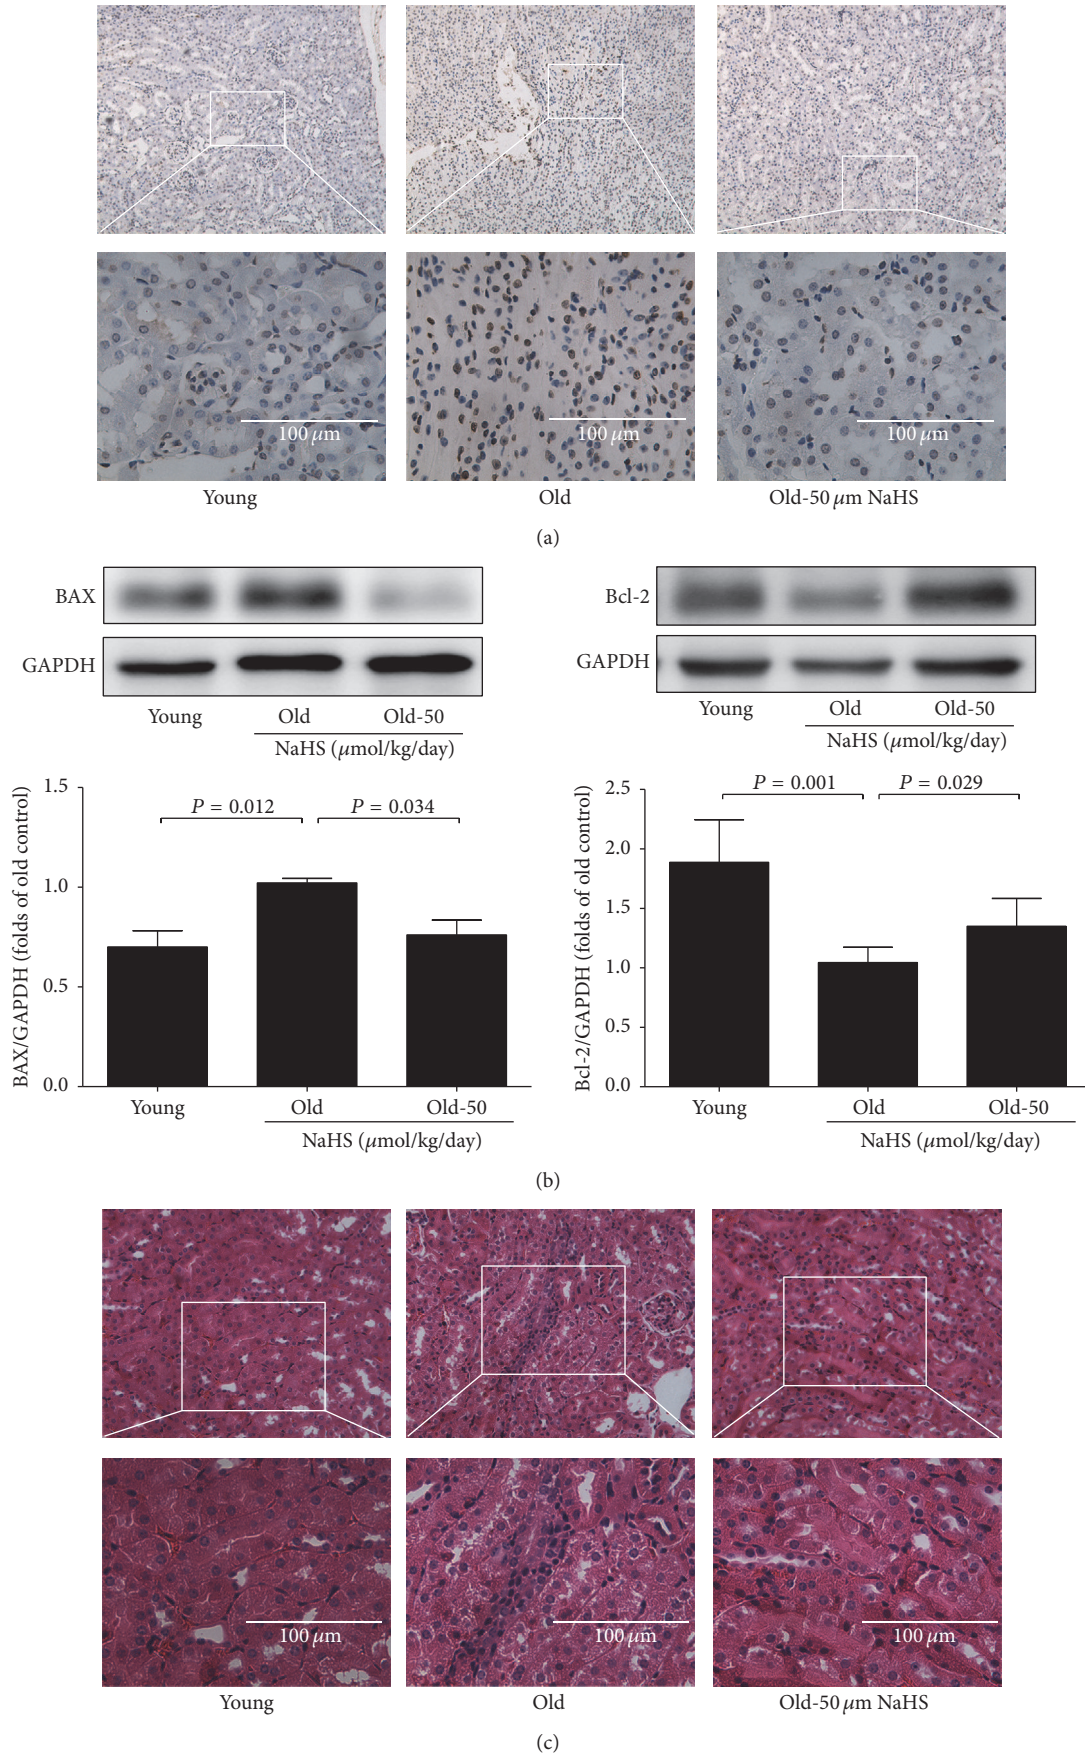 100 μm
100 μm
100 μm
Young
Old
Old-50 μm NaHS
(a)
BAX
GAPDH
Young
Old
Old-50
NaHS (μmol/kg/day)
Bcl-2
GAPDH
Young
Old
Old-50
NaHS (μmol/kg/day)
BAX/GAPDH (folds of old control)
1.5
1.0
0.5
0.0
P = 0.012
P = 0.034
Young
Old
Old-50
NaHS (μmol/kg/day)
Bcl-2/GAPDH (folds of old control)
2.5
2.0
1.5
1.0
0.5
0.0
P = 0.001
P = 0.029
Young
Old
Old-50
NaHS (μmol/kg/day)
(b)
100 μm
100 μm
100 μm
Young
Old
Old-50 μm NaHS
(c)